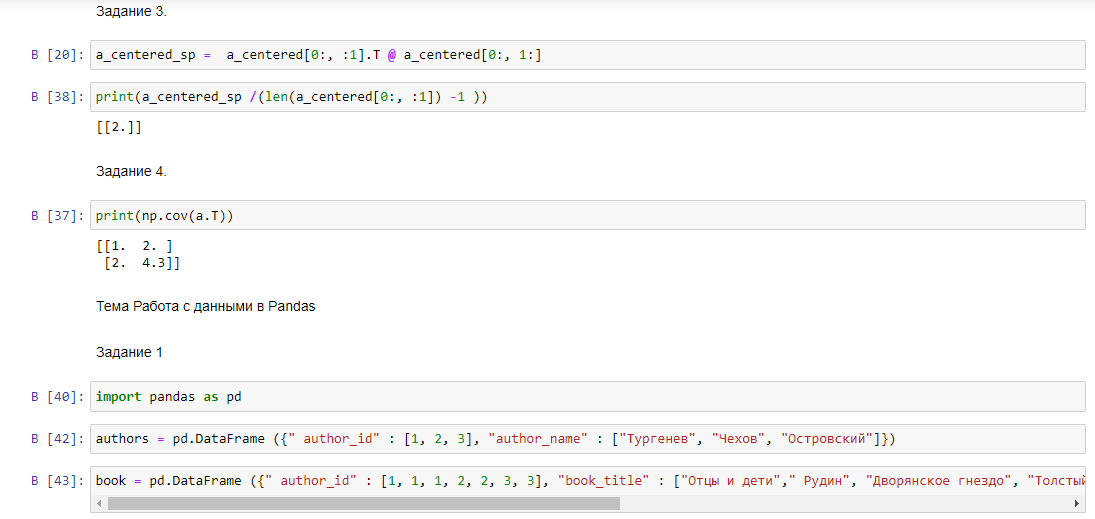 Задание 3.
В [20]: a_centered_sp =  a_centered[0:, :1].T @ a_centered[0:, 1:]
В [38]: print(a_centered_sp /(len(a_centered[0:, :1]) -1 ))
[[2.]]
Задание 4.
В [37]: print(np.cov(a.T))
[[1.  2. ]
 [2.  4.3]]
Тема Работа с данными в Pandas
Задание 1
В [40]: import pandas as pd
В [42]: authors = pd.DataFrame ({" author_id" : [1, 2, 3], "author_name" : ["Тургенев", "Чехов", "Островский"]})
В [43]: book = pd.DataFrame ({" author_id" : [1, 1, 1, 2, 2, 3, 3], "book_title" : ["Отцы и дети"," Рудин", "Дворянское гнездо", "Толстый